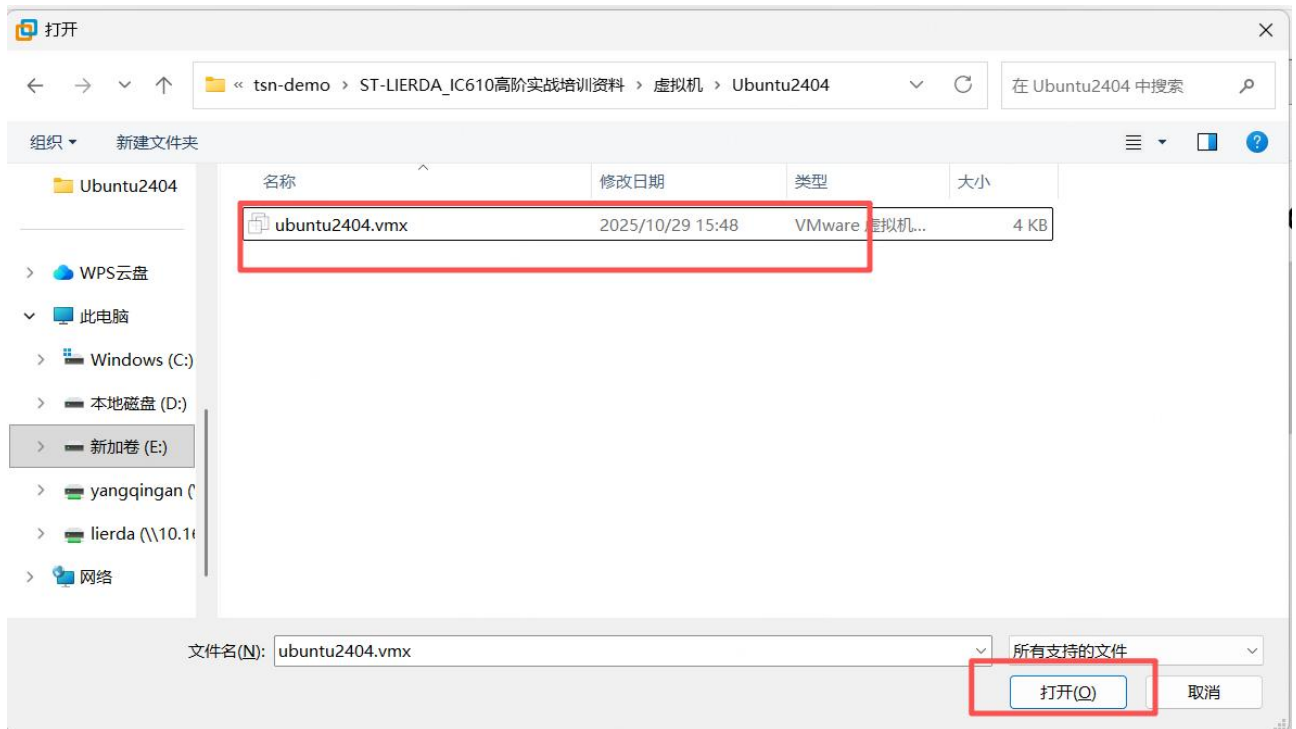 打开
« tsn-demo › ST-LIERDA_IC610高阶实战培训资料 › 虚拟机 › Ubuntu2404
在 Ubuntu2404 中搜索
组织 新建文件夹
Ubuntu2404
名称 修改日期 类型 大小
ubuntu2404.vmx 2025/10/29 15:48 VMware 虚拟机... 4 KB
WPS云盘
此电脑
Windows (C:)
本地磁盘 (D:)
新加卷 (E:)
yangqingan (\
lierda (\\10.16
网络
文件名(N): ubuntu2404.vmx 所有支持的文件
打开(O) 取消